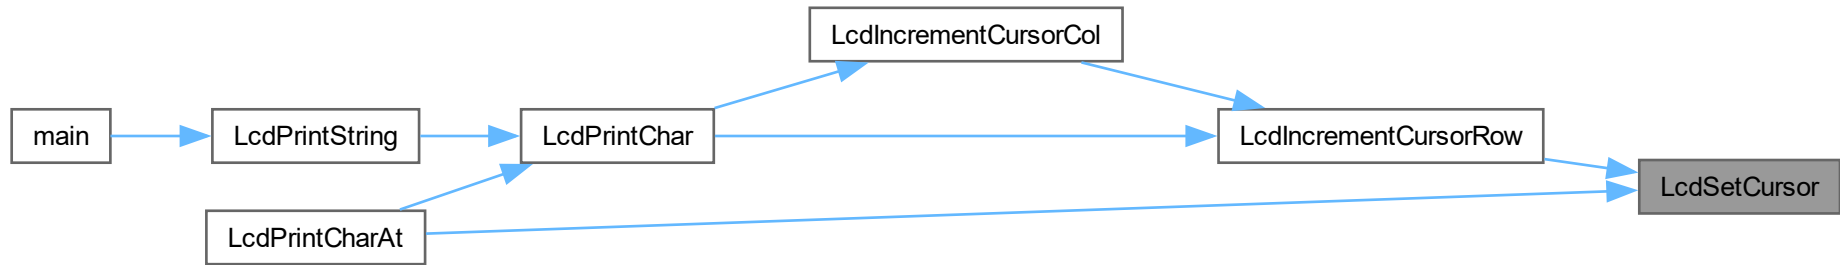 LcdIncrementCursorCol
main
LcdPrintString
LcdPrintChar
LcdIncrementCursorRow
LcdSetCursor
LcdPrintCharAt